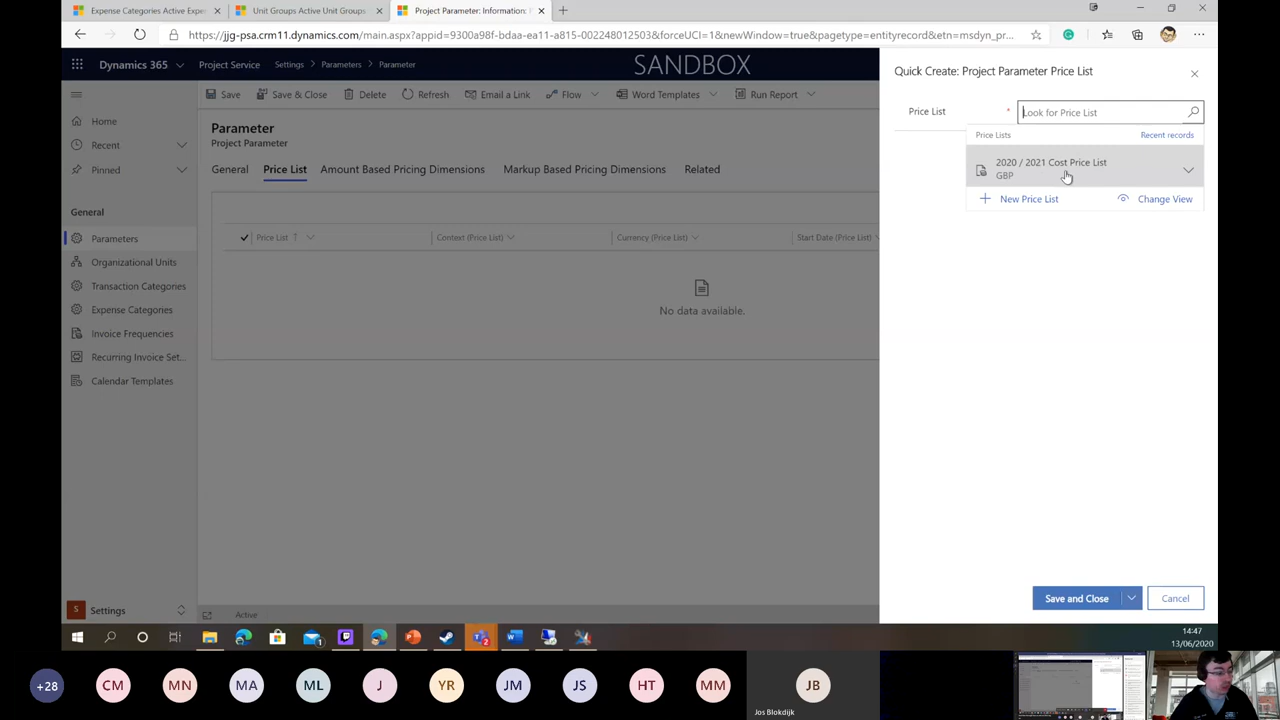 Expense Categories Active Exper
Unit Groups Active Unit Groups
Project Parameter: Information: P
https://jjg-psa.crm11.dynamics.com/main.aspx?appid=9300a98f-bdaa-ea11-a815-002248012503&forceUCI=1&newWindow=true&pagetype=entityrecord&etn=msdyn_pr...
Dynamics 365
Project Service
Settings
Parameters
Parameter
SANDBOX
Save
Save & Close
Delete
Refresh
Email a Link
Flow
Word Templates
Run Report
Home
Recent
Pinned
General
Parameters
Organizational Units
Transaction Categories
Expense Categories
Invoice Frequencies
Recurring Invoice Set...
Calendar Templates
S
Settings
Parameter
Project Parameter
General
Price List
Amount Based Pricing Dimensions
Markup Based Pricing Dimensions
Related
Price List
Context (Price List)
Currency (Price List)
Start Date (Price List)
No data available.
Active
Quick Create: Project Parameter Price List
Price List
*
Look for Price List
Price Lists
Recent records
2020 / 2021 Cost Price List
GBP
New Price List
Change View
Save and Close
Cancel
14:47
13/06/2020
+28
CM
MN
MA
ML
J
R
JM
JS
HT
MM
JB
Jos Blokdijk